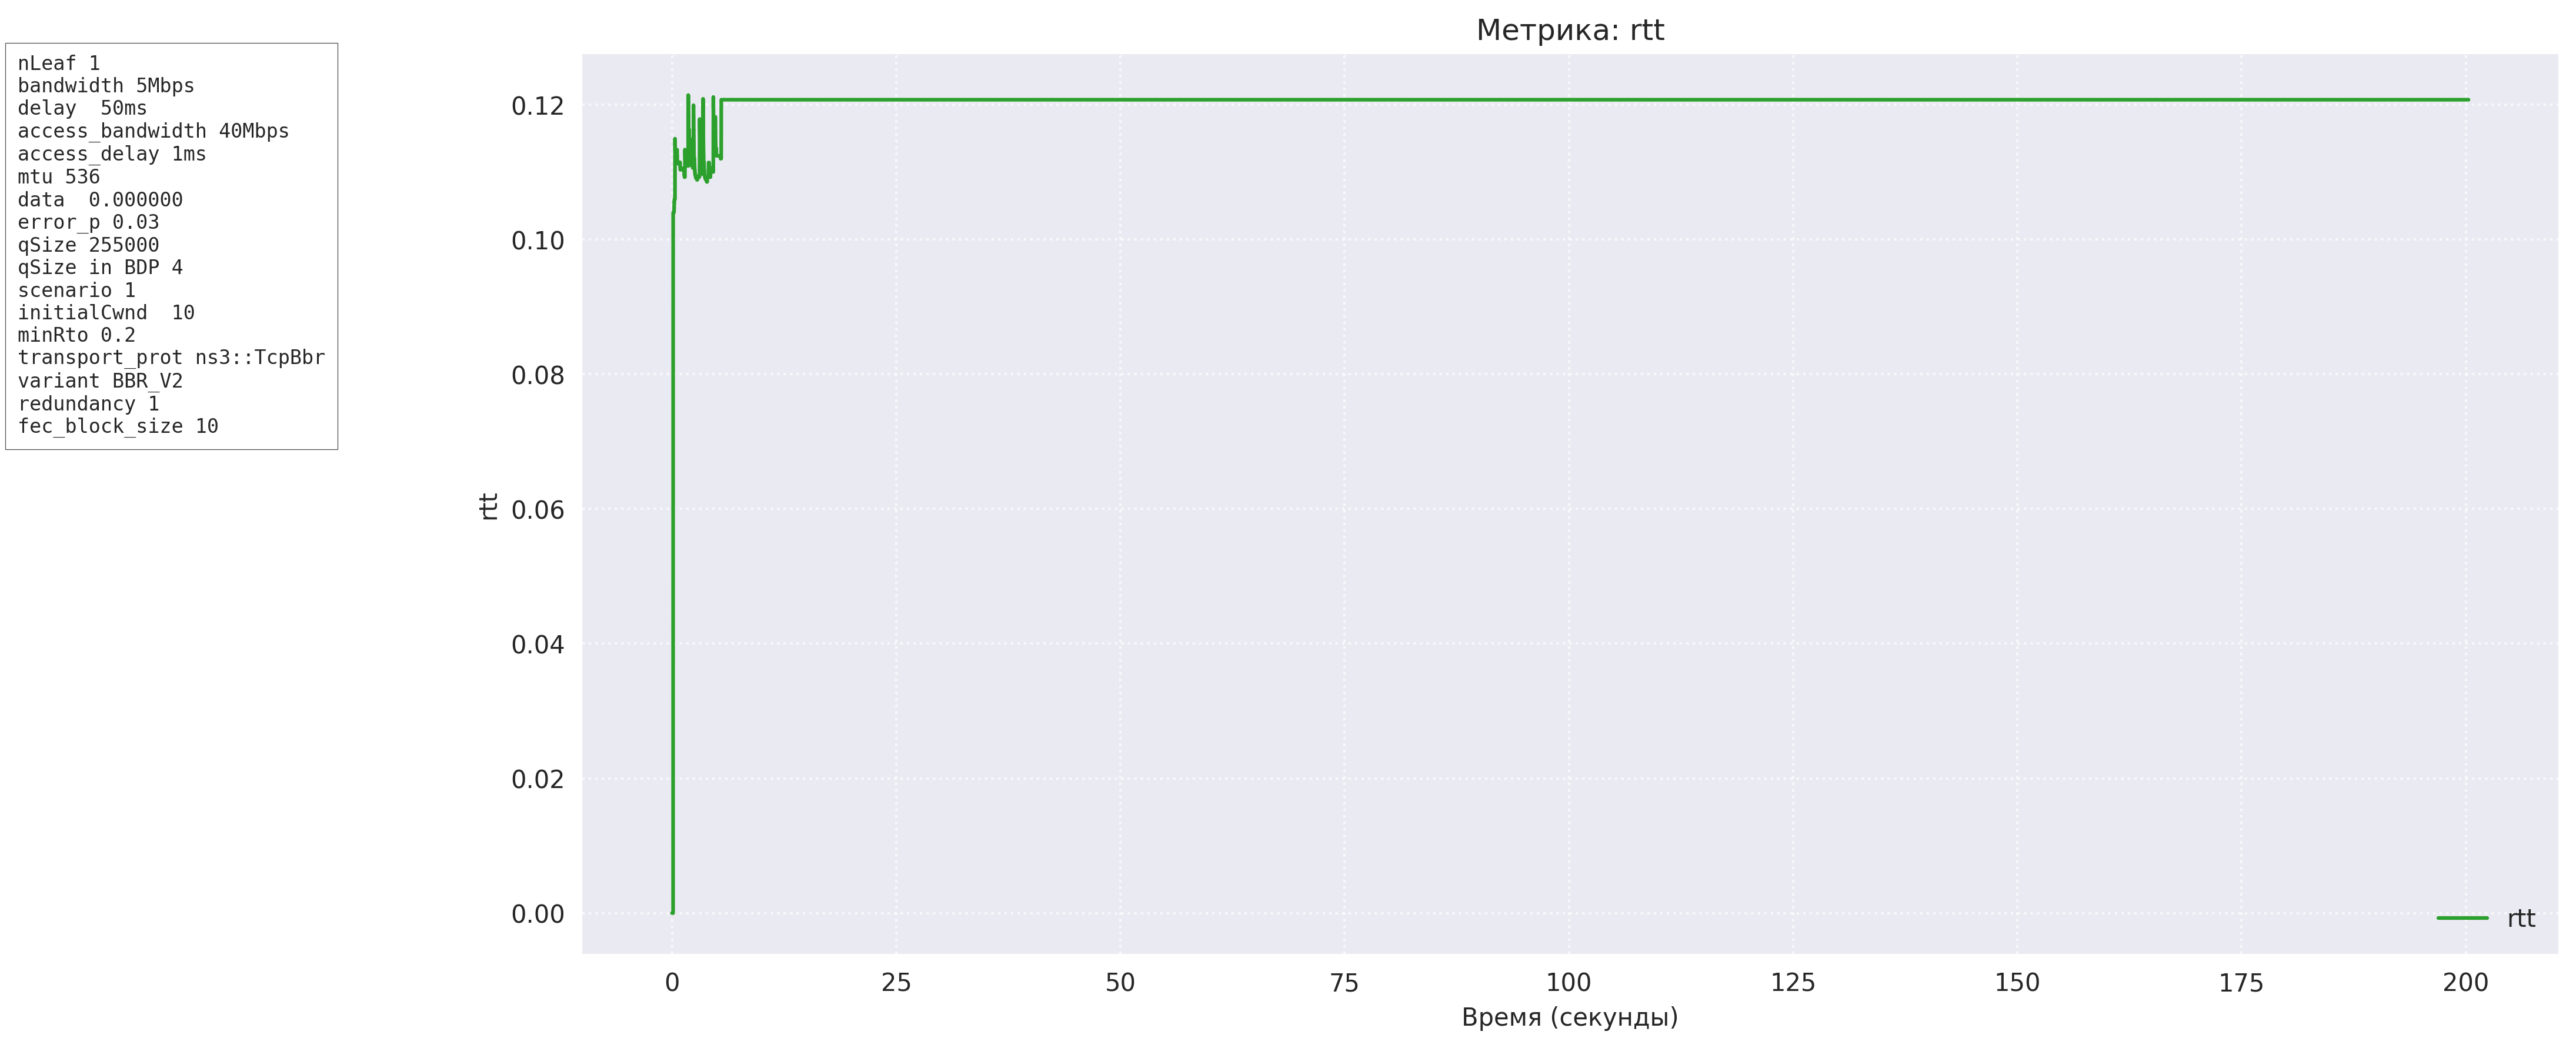 nLeaf 1
bandwidth 5Mbps
delay  50ms
access_bandwidth 40Mbps
access_delay 1ms
mtu 536
data  0.000000
error_p 0.03
qSize 255000
qSize in BDP 4
scenario 1
initialCwnd  10
minRto 0.2
transport_prot ns3::TcpBbr
variant BBR_V2
redundancy 1
fec_block_size 10
Метрика: rtt
rtt
0.12
0.10
0.08
0.06
0.04
0.02
0.00
rtt
0 25 50 75 100 125 150 175 200
Время (секунды)